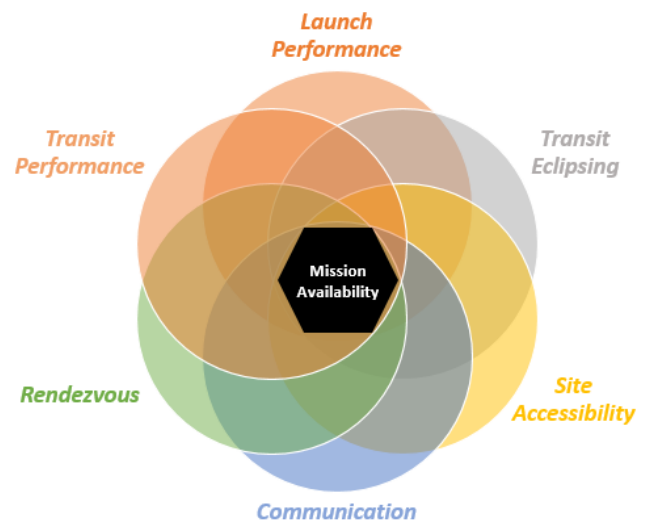 Launch
Performance
Transit
Performance
Transit
Eclipsing
Mission
Availability
Rendezvous
Site
Accessibility
Communication